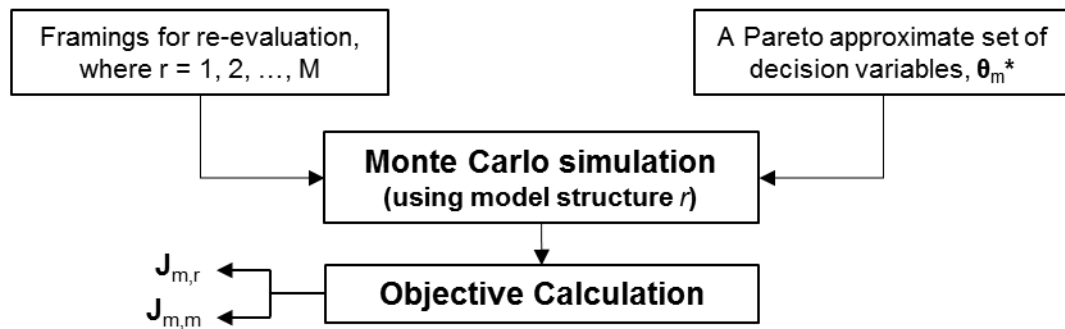 Framings for re-evaluation,
where r = 1, 2, …, M
A Pareto approximate set of
decision variables, θm*
Monte Carlo simulation
(using model structure r)
Objective Calculation
Jm,r
Jm,m